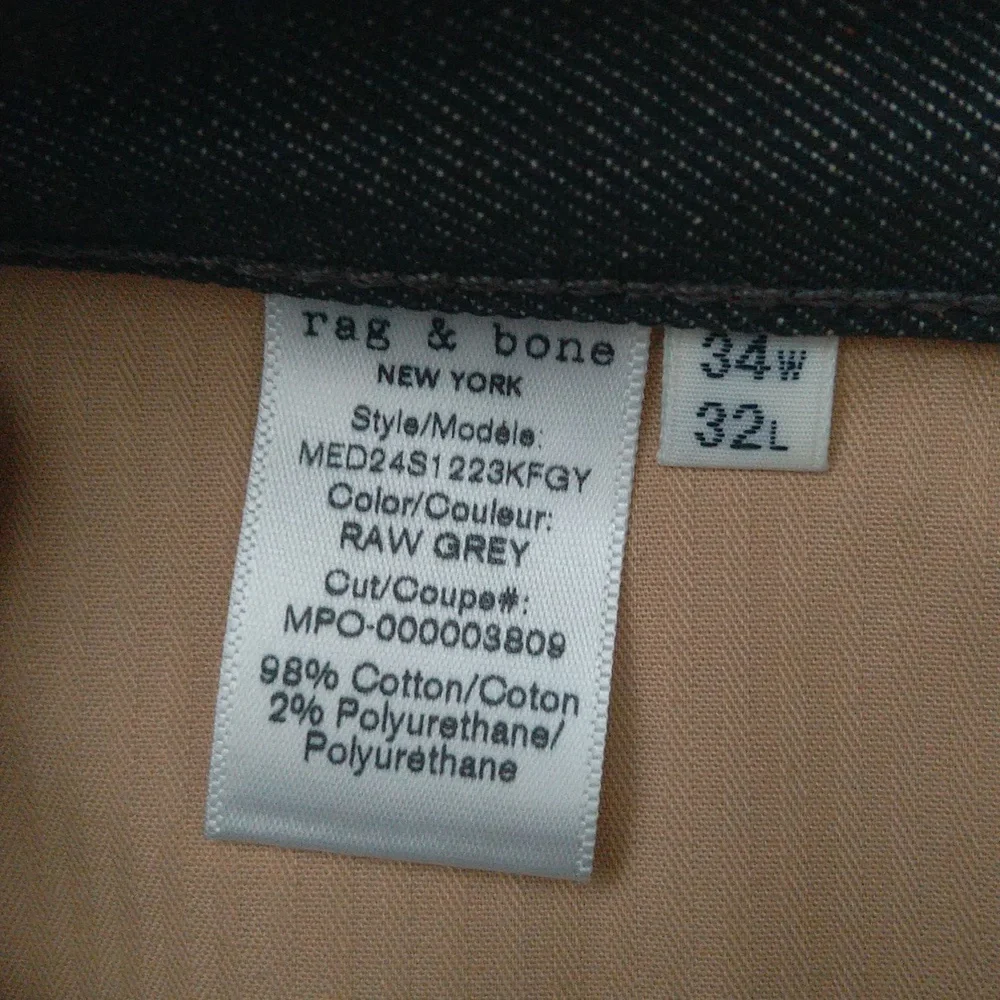 rag & bone
NEW YORK
Style/Modèle:
MED24S1223KFGY
Color/Couleur:
RAW GREY
Cut/Coupe#:
MPO-000003809
98% Cotton/Coton
2% Polyurethane/
Polyuréthane
34W
32L